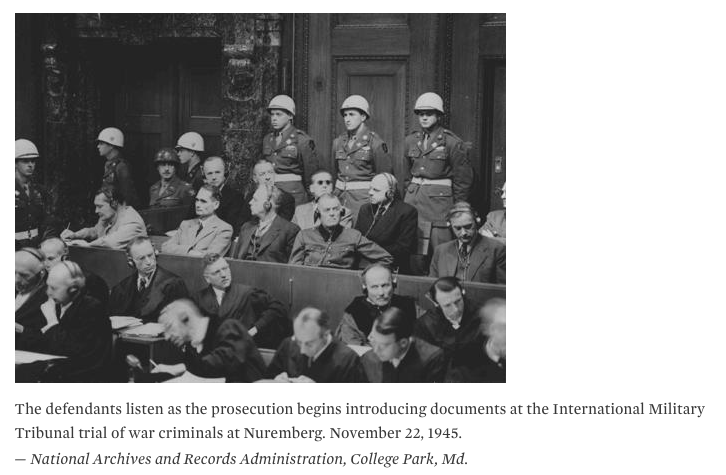 The defendants listen as the prosecution begins introducing documents at the International Military
Tribunal trial of war criminals at Nuremberg. November 22, 1945.
— National Archives and Records Administration, College Park, Md.